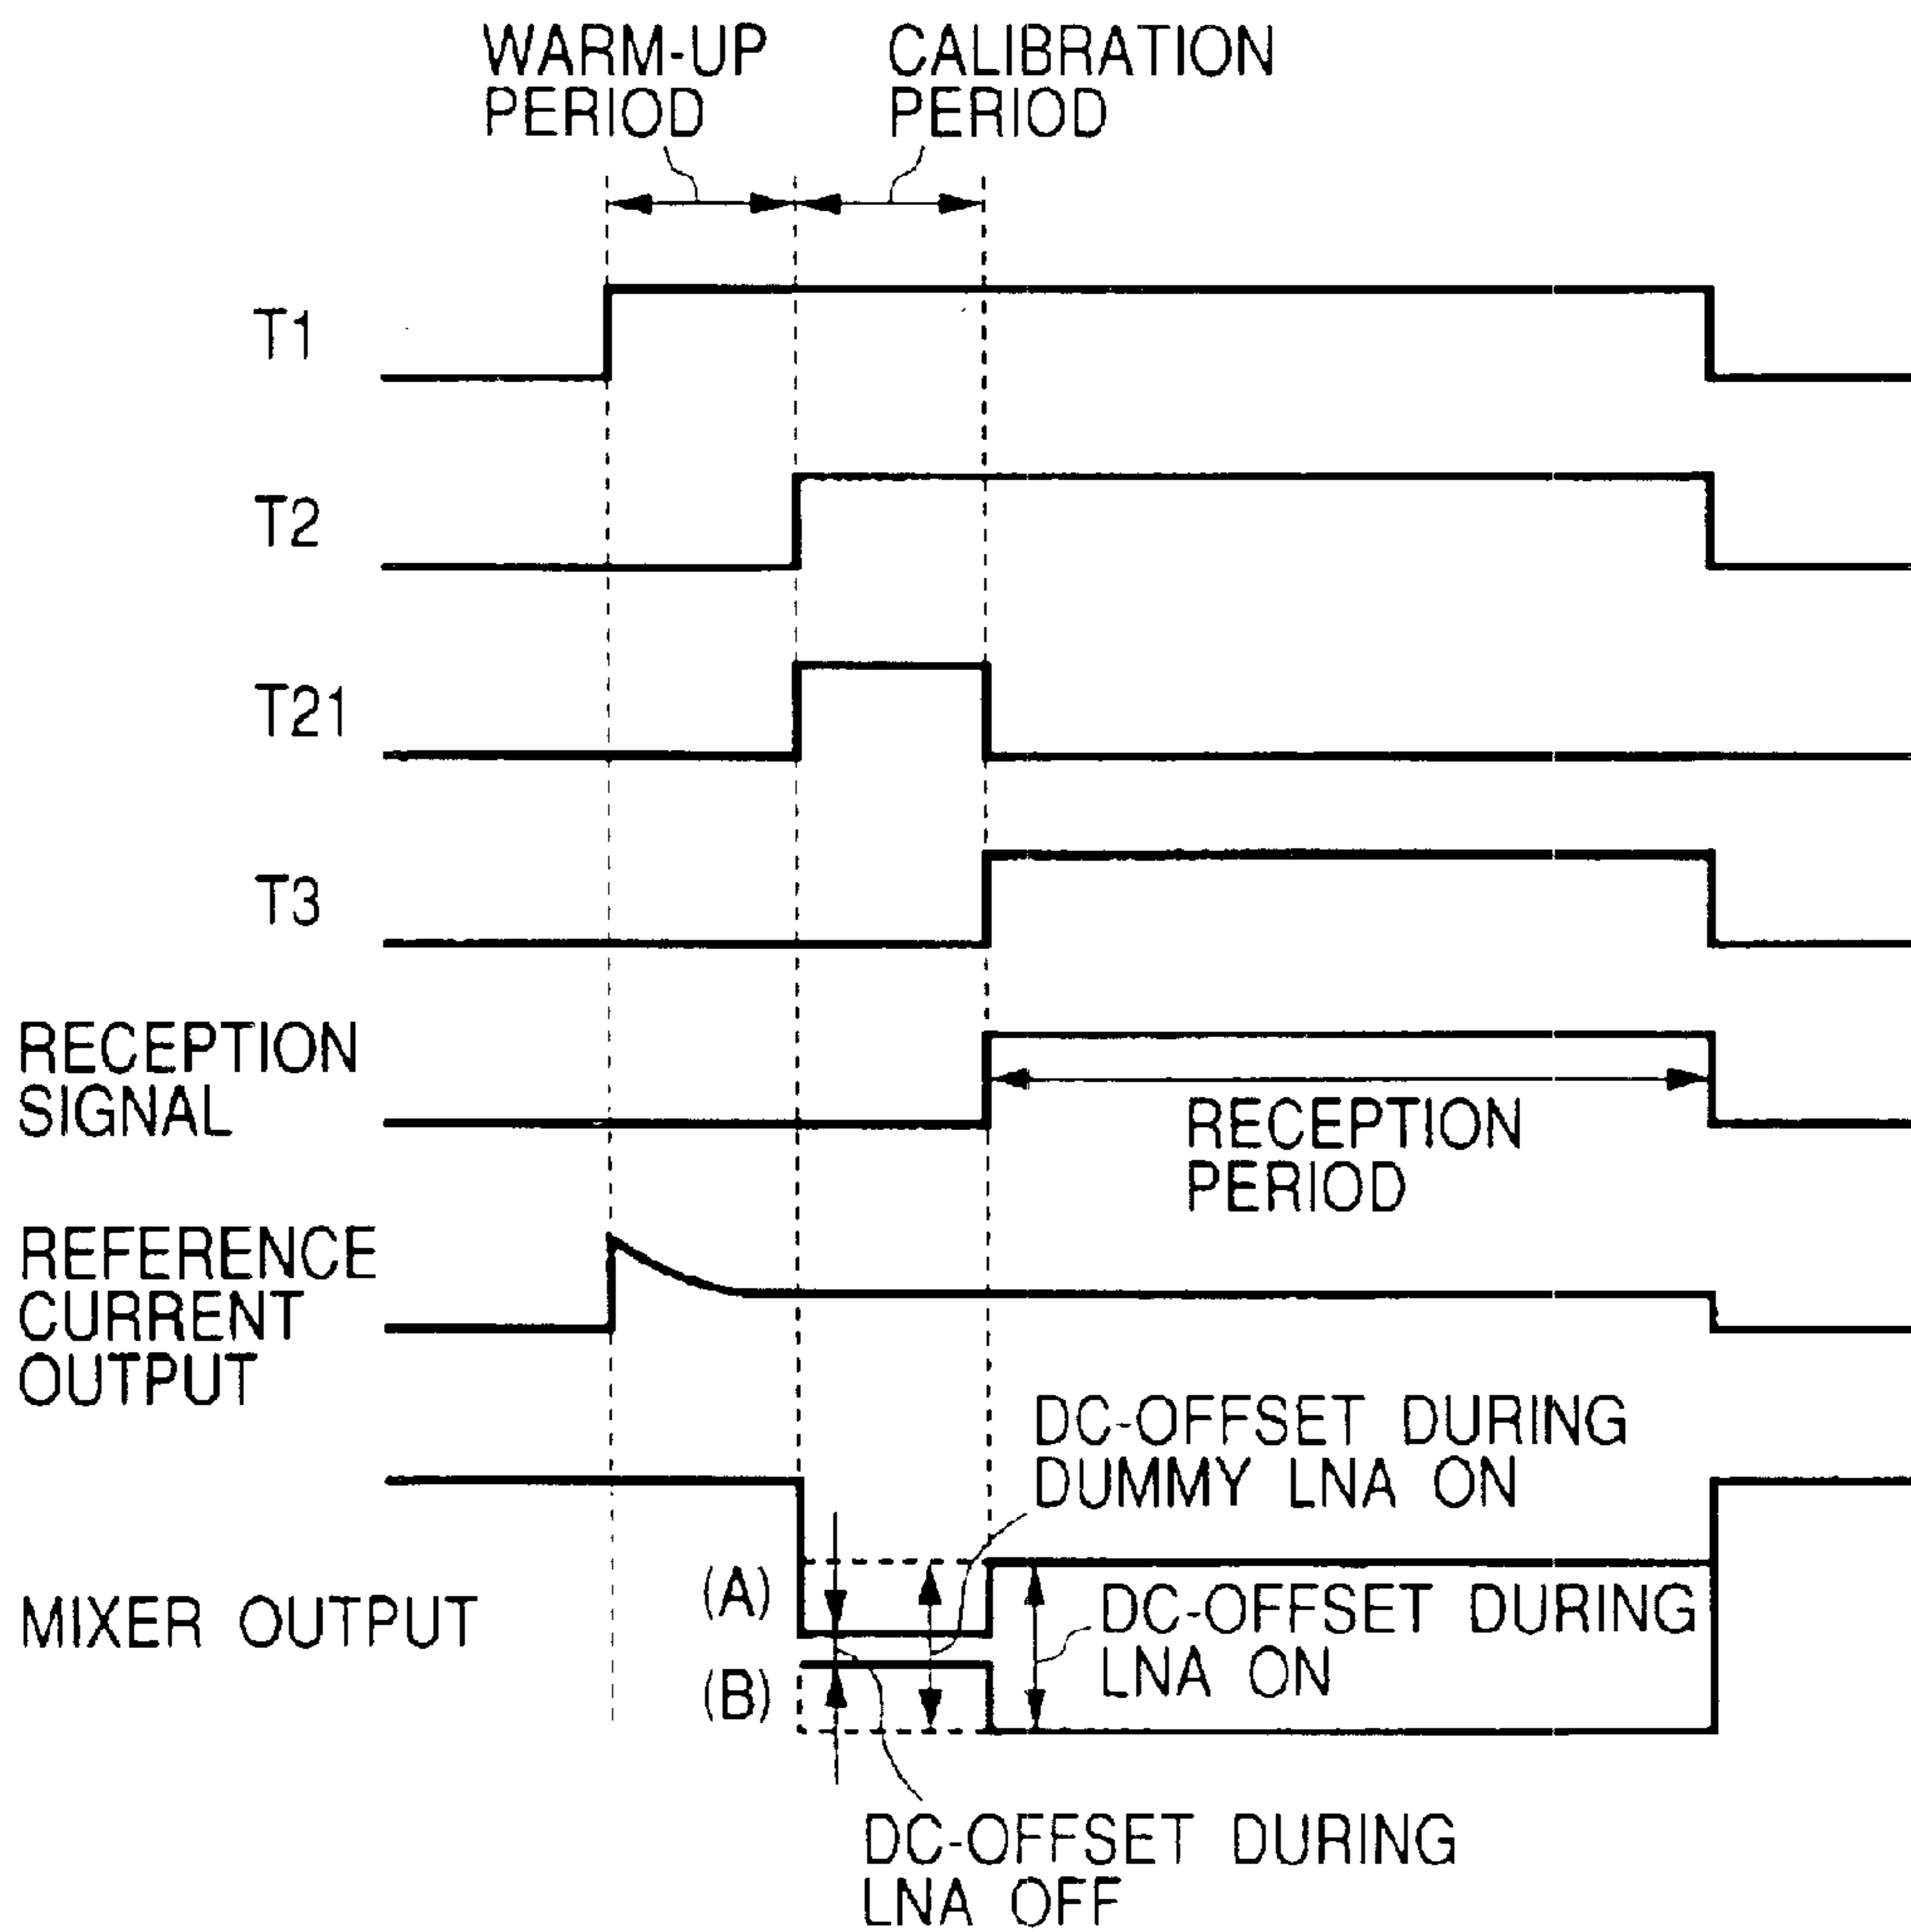 WARM-UP
PERIOD
CALIBRATION
PERIOD
T1
T2
T21
T3
RECEPTION
SIGNAL
RECEPTION
PERIOD
REFERENCE
CURRENT
OUTPUT
DC-OFFSET DURING
DUMMY LNA ON
MIXER OUTPUT
(A)
(B)
DC-OFFSET DURING
LNA ON
DC-OFFSET DURING
LNA OFF